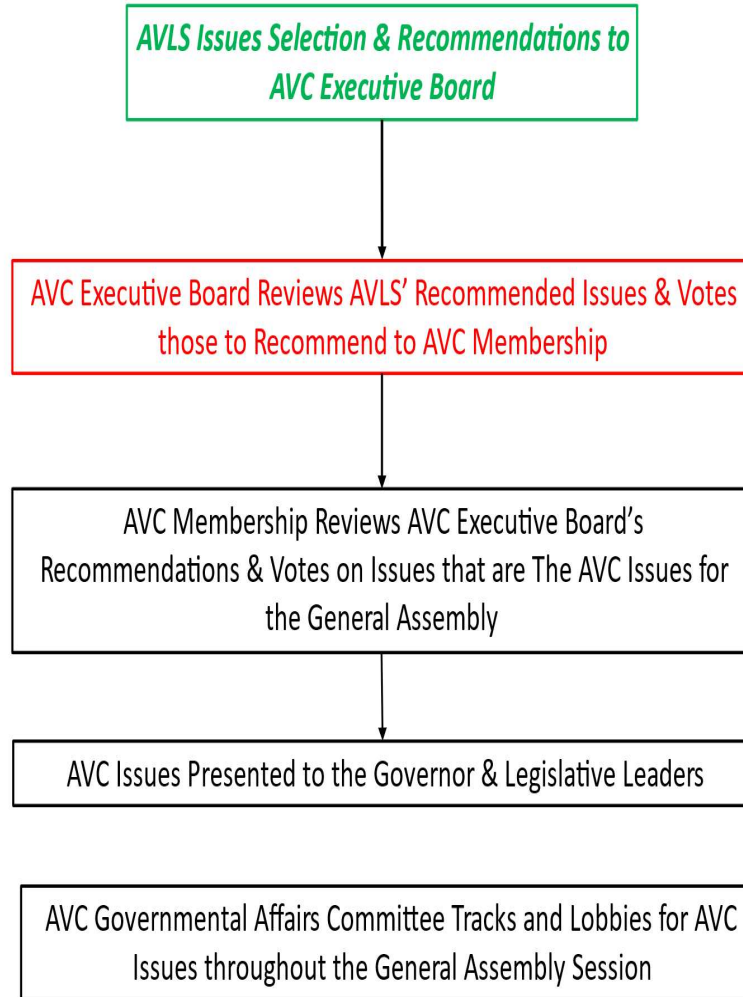 AVLS Issues Selection & Recommendations to
AVC Executive Board
AVC Executive Board Reviews AVLS’ Recommended Issues & Votes
those to Recommend to AVC Membership
AVC Membership Reviews AVC Executive Board’s
Recommendations & Votes on Issues that are The AVC Issues for
the General Assembly
AVC Issues Presented to the Governor & Legislative Leaders
AVC Governmental Affairs Committee Tracks and Lobbies for AVC
Issues throughout the General Assembly Session